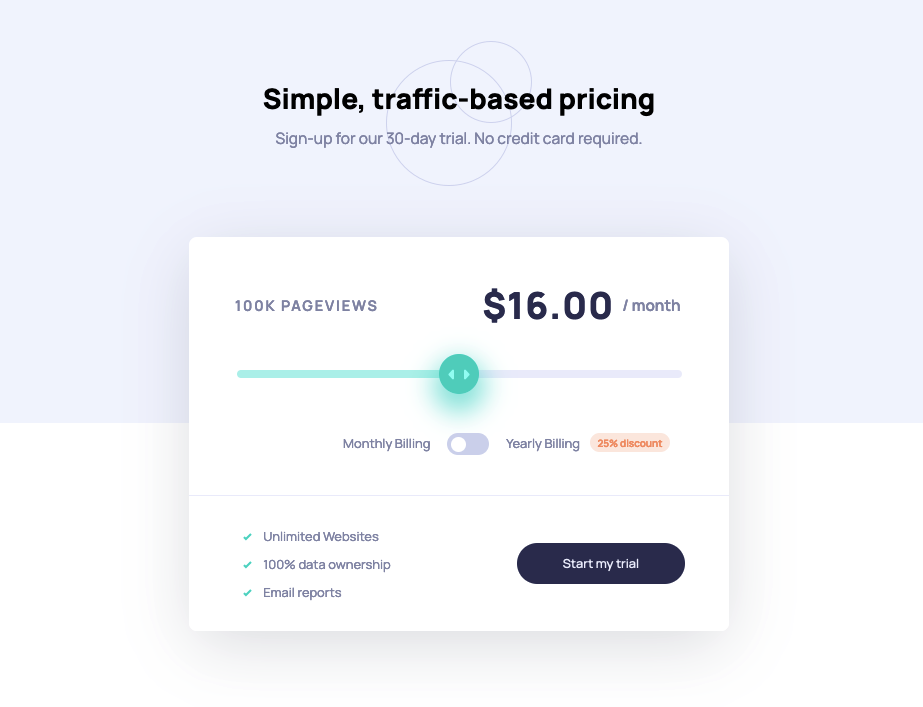 Simple, traffic-based pricing
Sign-up for our 30-day trial. No credit card required.
100K PAGEVIEWS
$16.00 / month
Monthly Billing
Yearly Billing
25% discount
Unlimited Websites
100% data ownership
Email reports
Start my trial